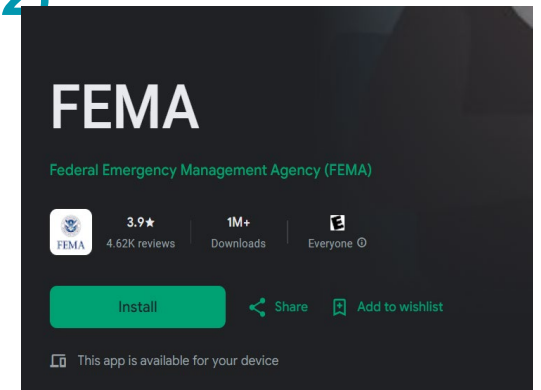 FEMA
Federal Emergency Management Agency (FEMA)
FEMA
3.9★
4.62K reviews
1M+
Downloads
E
Everyone
Install
Share
Add to wishlist
This app is available for your device